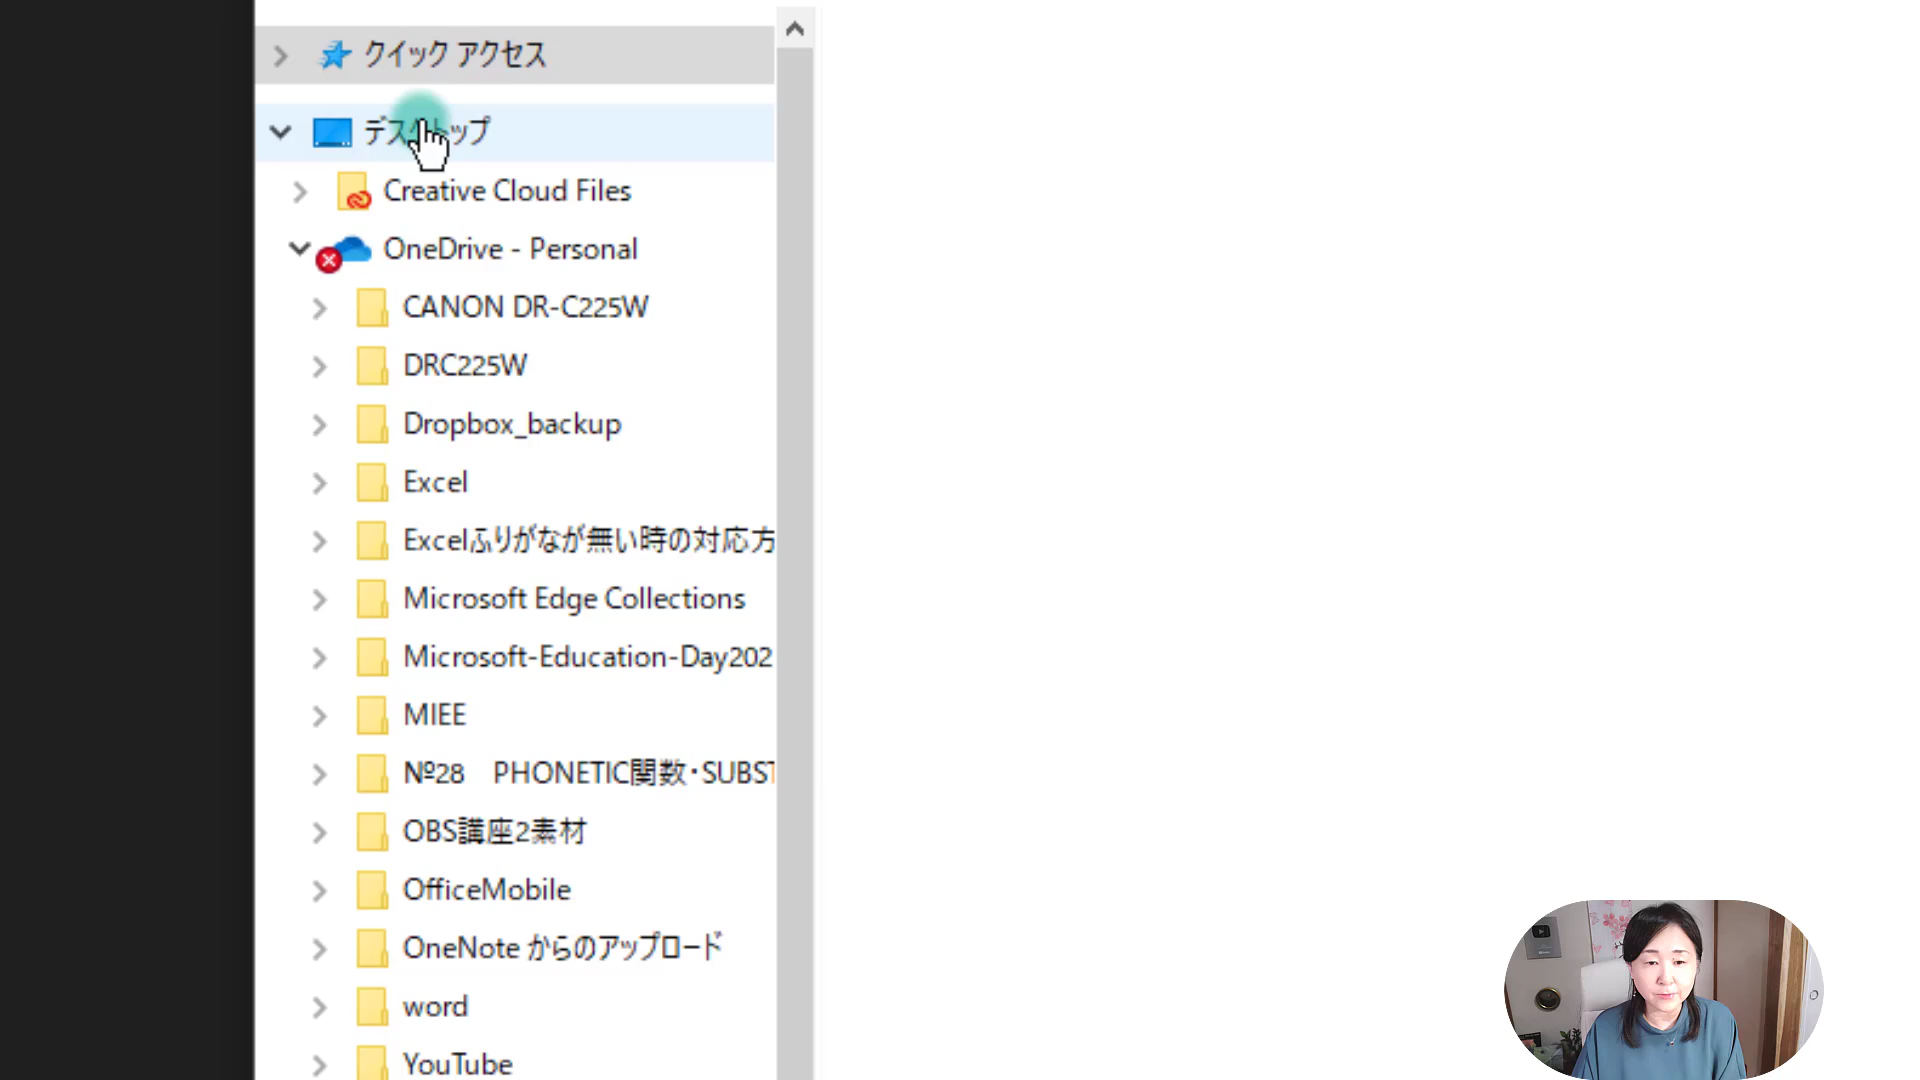 クイック アクセス
デスクトップ
Creative Cloud Files
OneDrive - Personal
CANON DR-C225W
DRC225W
Dropbox_backup
Excel
Excelふりがなが無い時の対応方
Microsoft Edge Collections
Microsoft-Education-Day202
MIEE
№28　PHONETIC関数・SUBST
OBS講座2素材
OfficeMobile
OneNote からのアップロード
word
YouTube